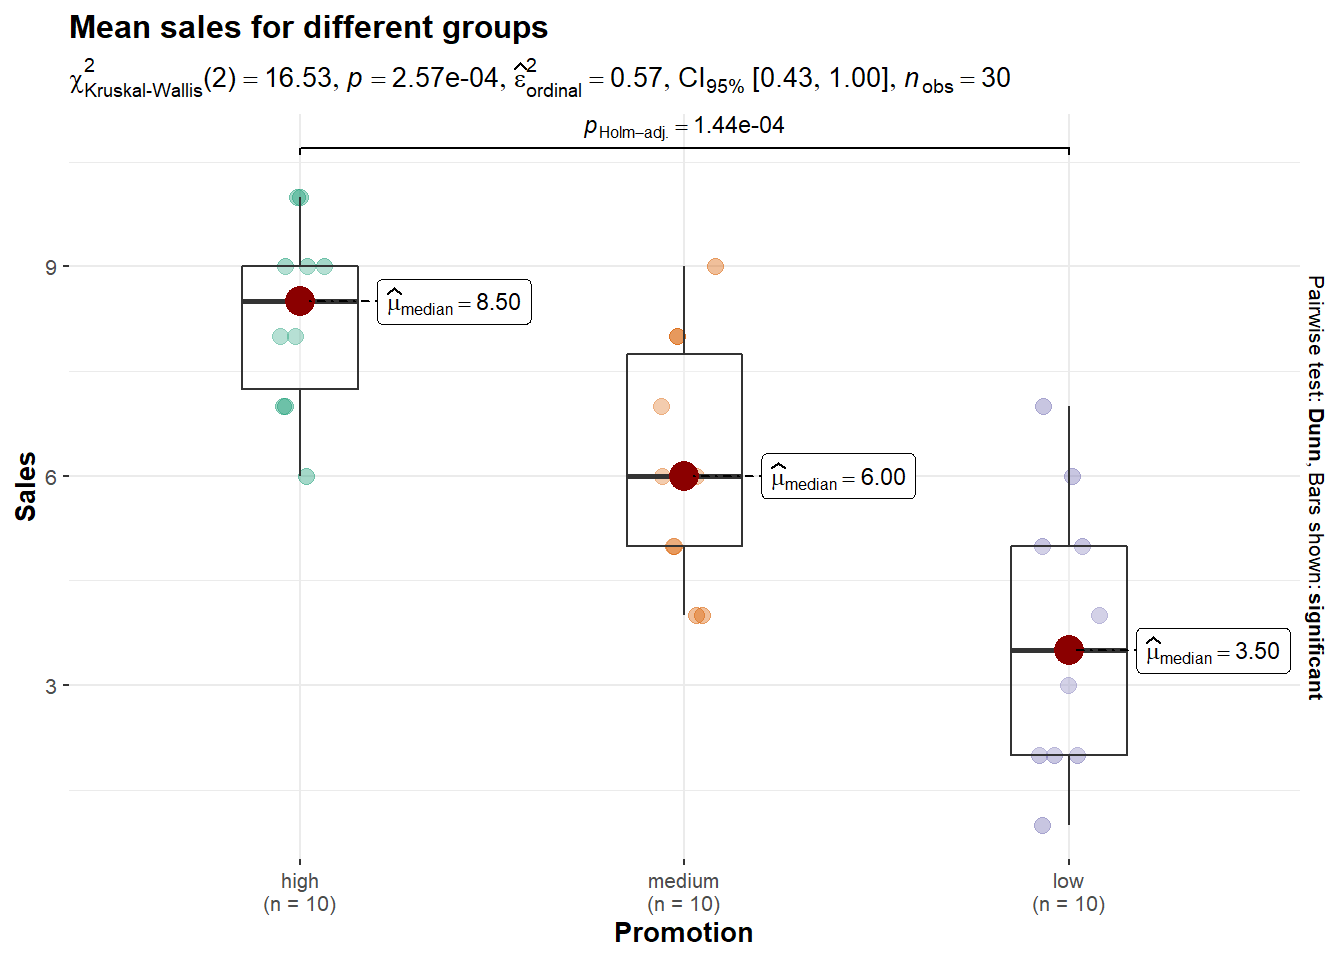 Mean sales for different groups
χ²Kruskal-Wallis(2) = 16.53, p = 2.57e-04, ε̂²ordinal = 0.57, CI95% [0.43, 1.00], nobs = 30
pHolm−adj. = 1.44e-04
9
6
3
Sales
μ̂median = 8.50
μ̂median = 6.00
μ̂median = 3.50
Pairwise test: Dunn, Bars shown: significant
high
(n = 10)
medium
(n = 10)
low
(n = 10)
Promotion